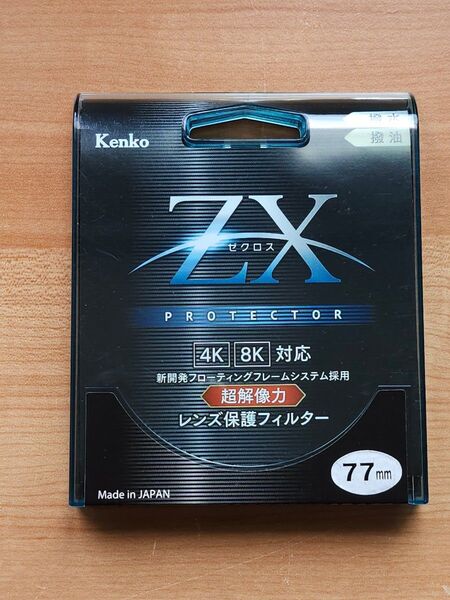 撥水
撥油
Kenko
ZX
ゼクロス
PROTECTOR
4K 8K 対応
新開発フローティングフレームシステム採用
超解像力
レンズ保護フィルター
77mm
Made in JAPAN